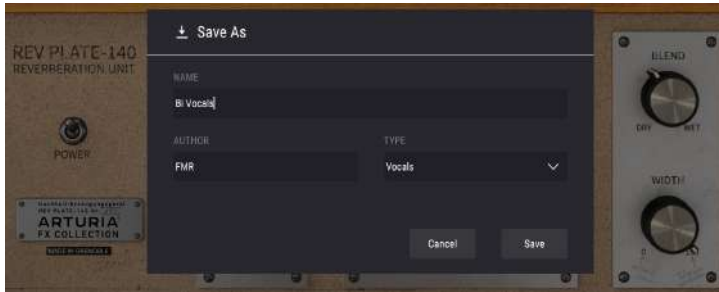 Save As
REV PLATE-140
REVERBERATION UNIT
NAME
Bi Vocals
AUTHOR
TYPE
FMR
Vocals
POWER
ARTURIA
FX COLLECTION
Cancel
Save
BLEND
DRY
WET
WIDTH
0